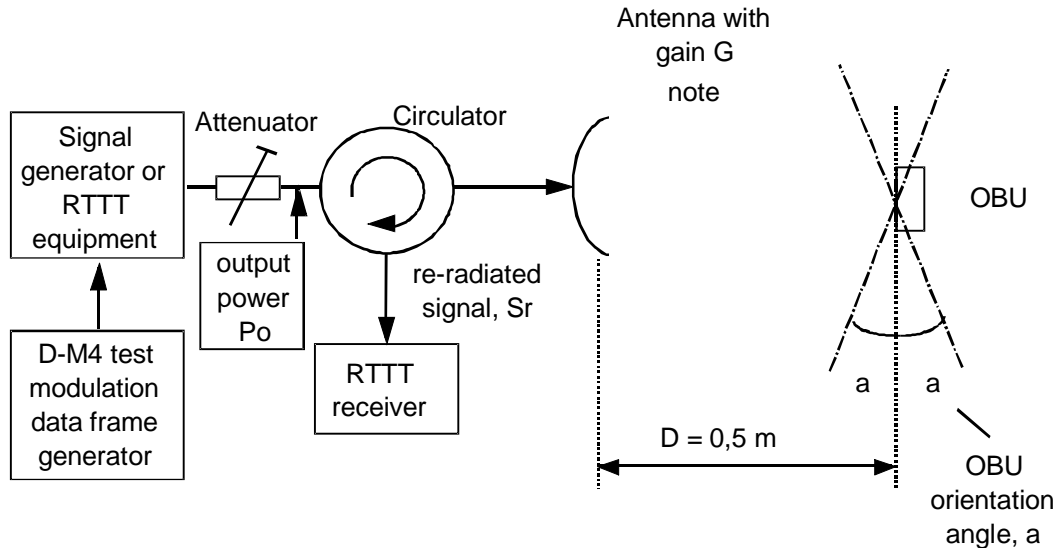 Antenna with
gain G
note
Attenuator
Circulator
Signal
generator or
RTTT
equipment
OBU
output
power
Po
re-radiated
signal, Sr
D-M4 test
modulation
data frame
generator
RTTT
receiver
a
a
D = 0,5 m
OBU
orientation
angle, a